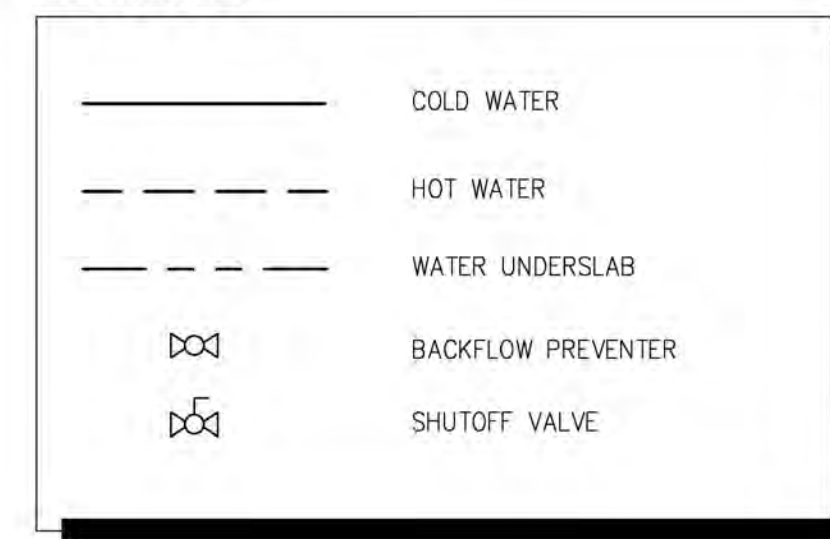 COLD WATER
HOT WATER
WATER UNDERSLAB
BACKFLOW PREVENTER
SHUTOFF VALVE